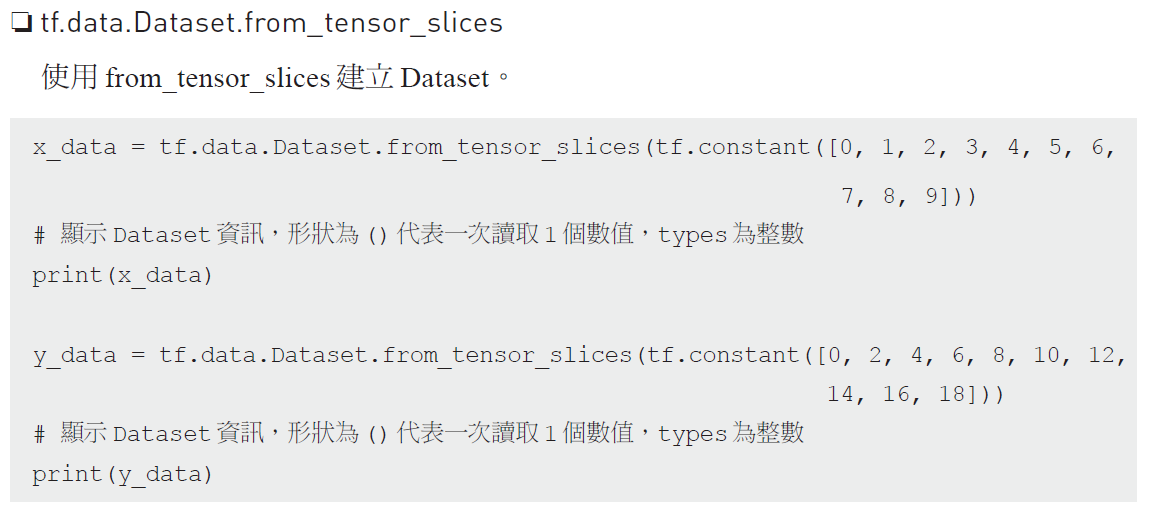 ❏ tf.data.Dataset.from_tensor_slices
使用 from_tensor_slices 建立 Dataset。
x_data = tf.data.Dataset.from_tensor_slices(tf.constant([0, 1, 2, 3, 4, 5, 6,
7, 8, 9]))
# 顯示 Dataset 資訊，形狀為 () 代表一次讀取 1 個數值，types 為整數
print(x_data)
y_data = tf.data.Dataset.from_tensor_slices(tf.constant([0, 2, 4, 6, 8, 10, 12,
14, 16, 18]))
# 顯示 Dataset 資訊，形狀為 () 代表一次讀取 1 個數值，types 為整數
print(y_data)